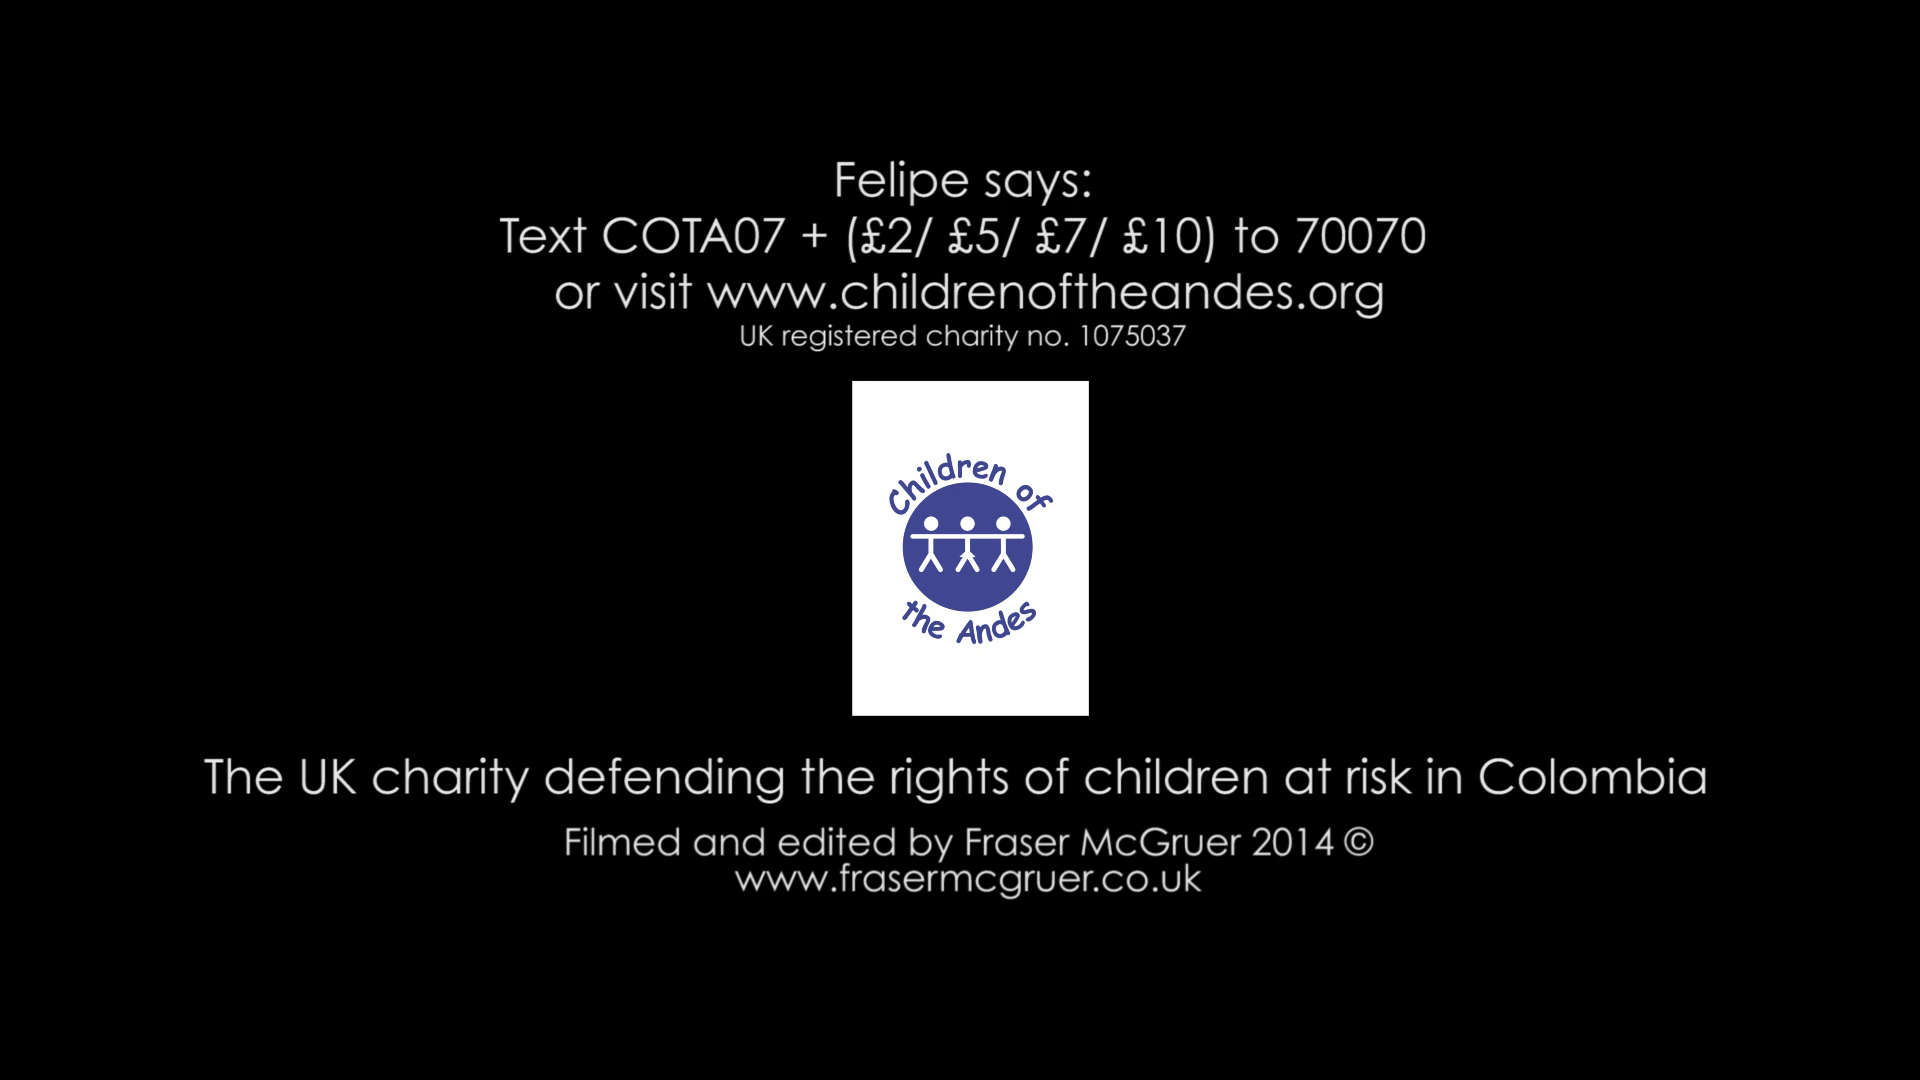 Felipe says:
Text COTA07 + (£2/ £5/ £7/ £10) to 70070
or visit www.childrenoftheandes.org
UK registered charity no. 1075037
Children of
the Andes
The UK charity defending the rights of children at risk in Colombia
Filmed and edited by Fraser McGruer 2014 ©
www.frasermcgruer.co.uk